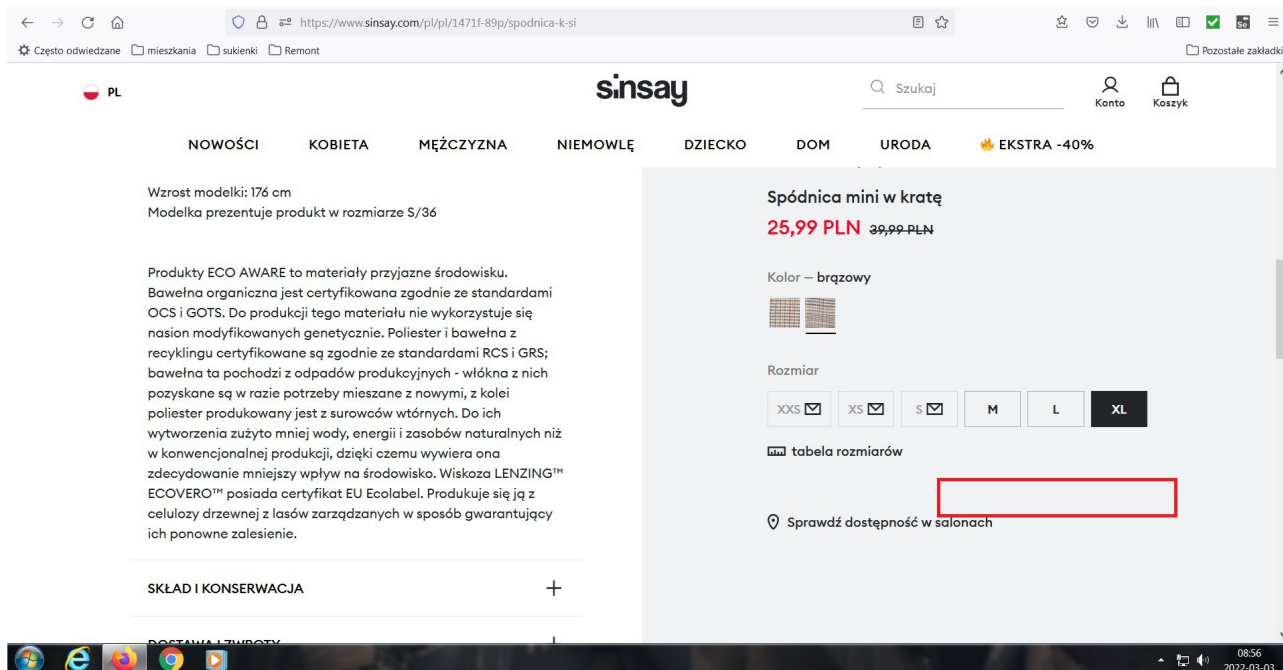 https://www.sinsay.com/pl/pl/1471f-89p/spodnica-k-si
Często odwiedzane mieszkania sukienki Remont Pozostałe zakładki
PL sinsay Szukaj Konto Koszyk
NOWOŚCI KOBIETA MĘŻCZYZNA NIEMOWLĘ DZIECKO DOM URODA EKSTRA -40%
Wzrost modelki: 176 cm
Modelka prezentuje produkt w rozmiarze S/36
Produkty ECO AWARE to materiały przyjazne środowisku.
Bawełna organiczna jest certyfikowana zgodnie ze standardami
OCS i GOTS. Do produkcji tego materiału nie wykorzystuje się
nasion modyfikowanych genetycznie. Poliester i bawełna z
recyklingu certyfikowane są zgodnie ze standardami RCS i GRS;
bawełna ta pochodzi z odpadów produkcyjnych - włókna z nich
pozyskane są w razie potrzeby mieszane z nowymi, z kolei
poliester produkowany jest z surowców wtórnych. Do ich
wytworzenia zużyto mniej wody, energii i zasobów naturalnych niż
w konwencjonalnej produkcji, dzięki czemu wywiera ona
zdecydowanie mniejszy wpływ na środowisko. Wiskoza LENZING™
ECOVERO™ posiada certyfikat EU Ecolabel. Produkuje się ją z
celulozy drzewnej z lasów zarządzanych w sposób gwarantujący
ich ponowne zalesienie.
SKŁAD I KONSERWACJA
DOSTAWA I ZWROTY
Spódnica mini w kratę
25,99 PLN 39,99 PLN
Kolor — brązowy
Rozmiar
XXS XS S M L XL
tabela rozmiarów
Sprawdź dostępność w salonach
Se
08:56
2022-03-03